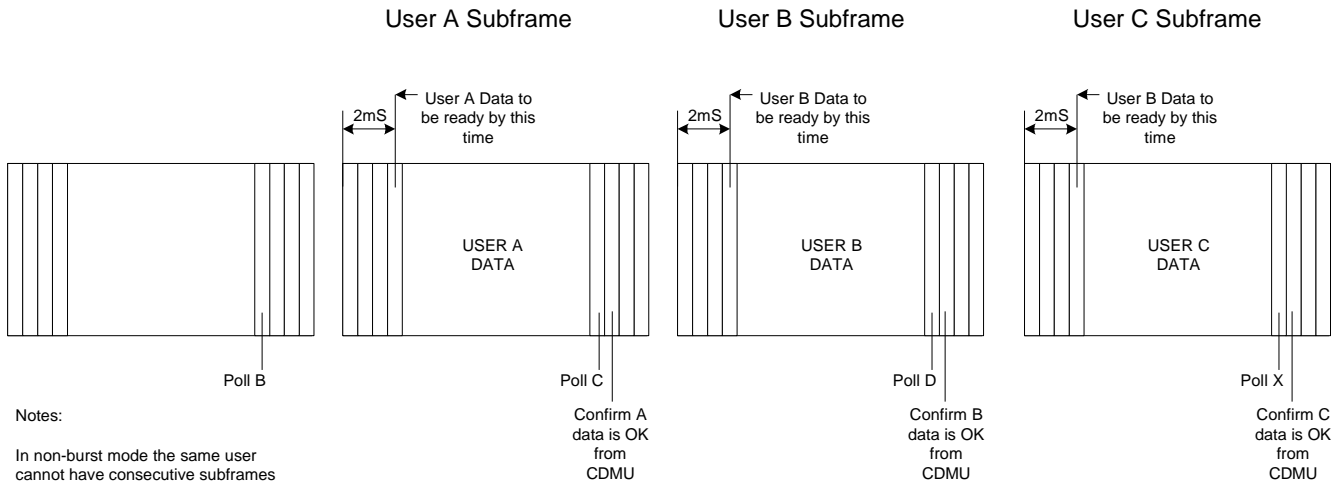 User A Subframe
User B Subframe
User C Subframe
2mS
User A Data to
be ready by this
time
2mS
User B Data to
be ready by this
time
2mS
User B Data to
be ready by this
time
USER A
DATA
USER B
DATA
USER C
DATA
Poll B
Poll C
Poll D
Poll X
Confirm A
data is OK
from
CDMU
Confirm B
data is OK
from
CDMU
Confirm C
data is OK
from
CDMU
Notes:
In non-burst mode the same user
cannot have consecutive subframes